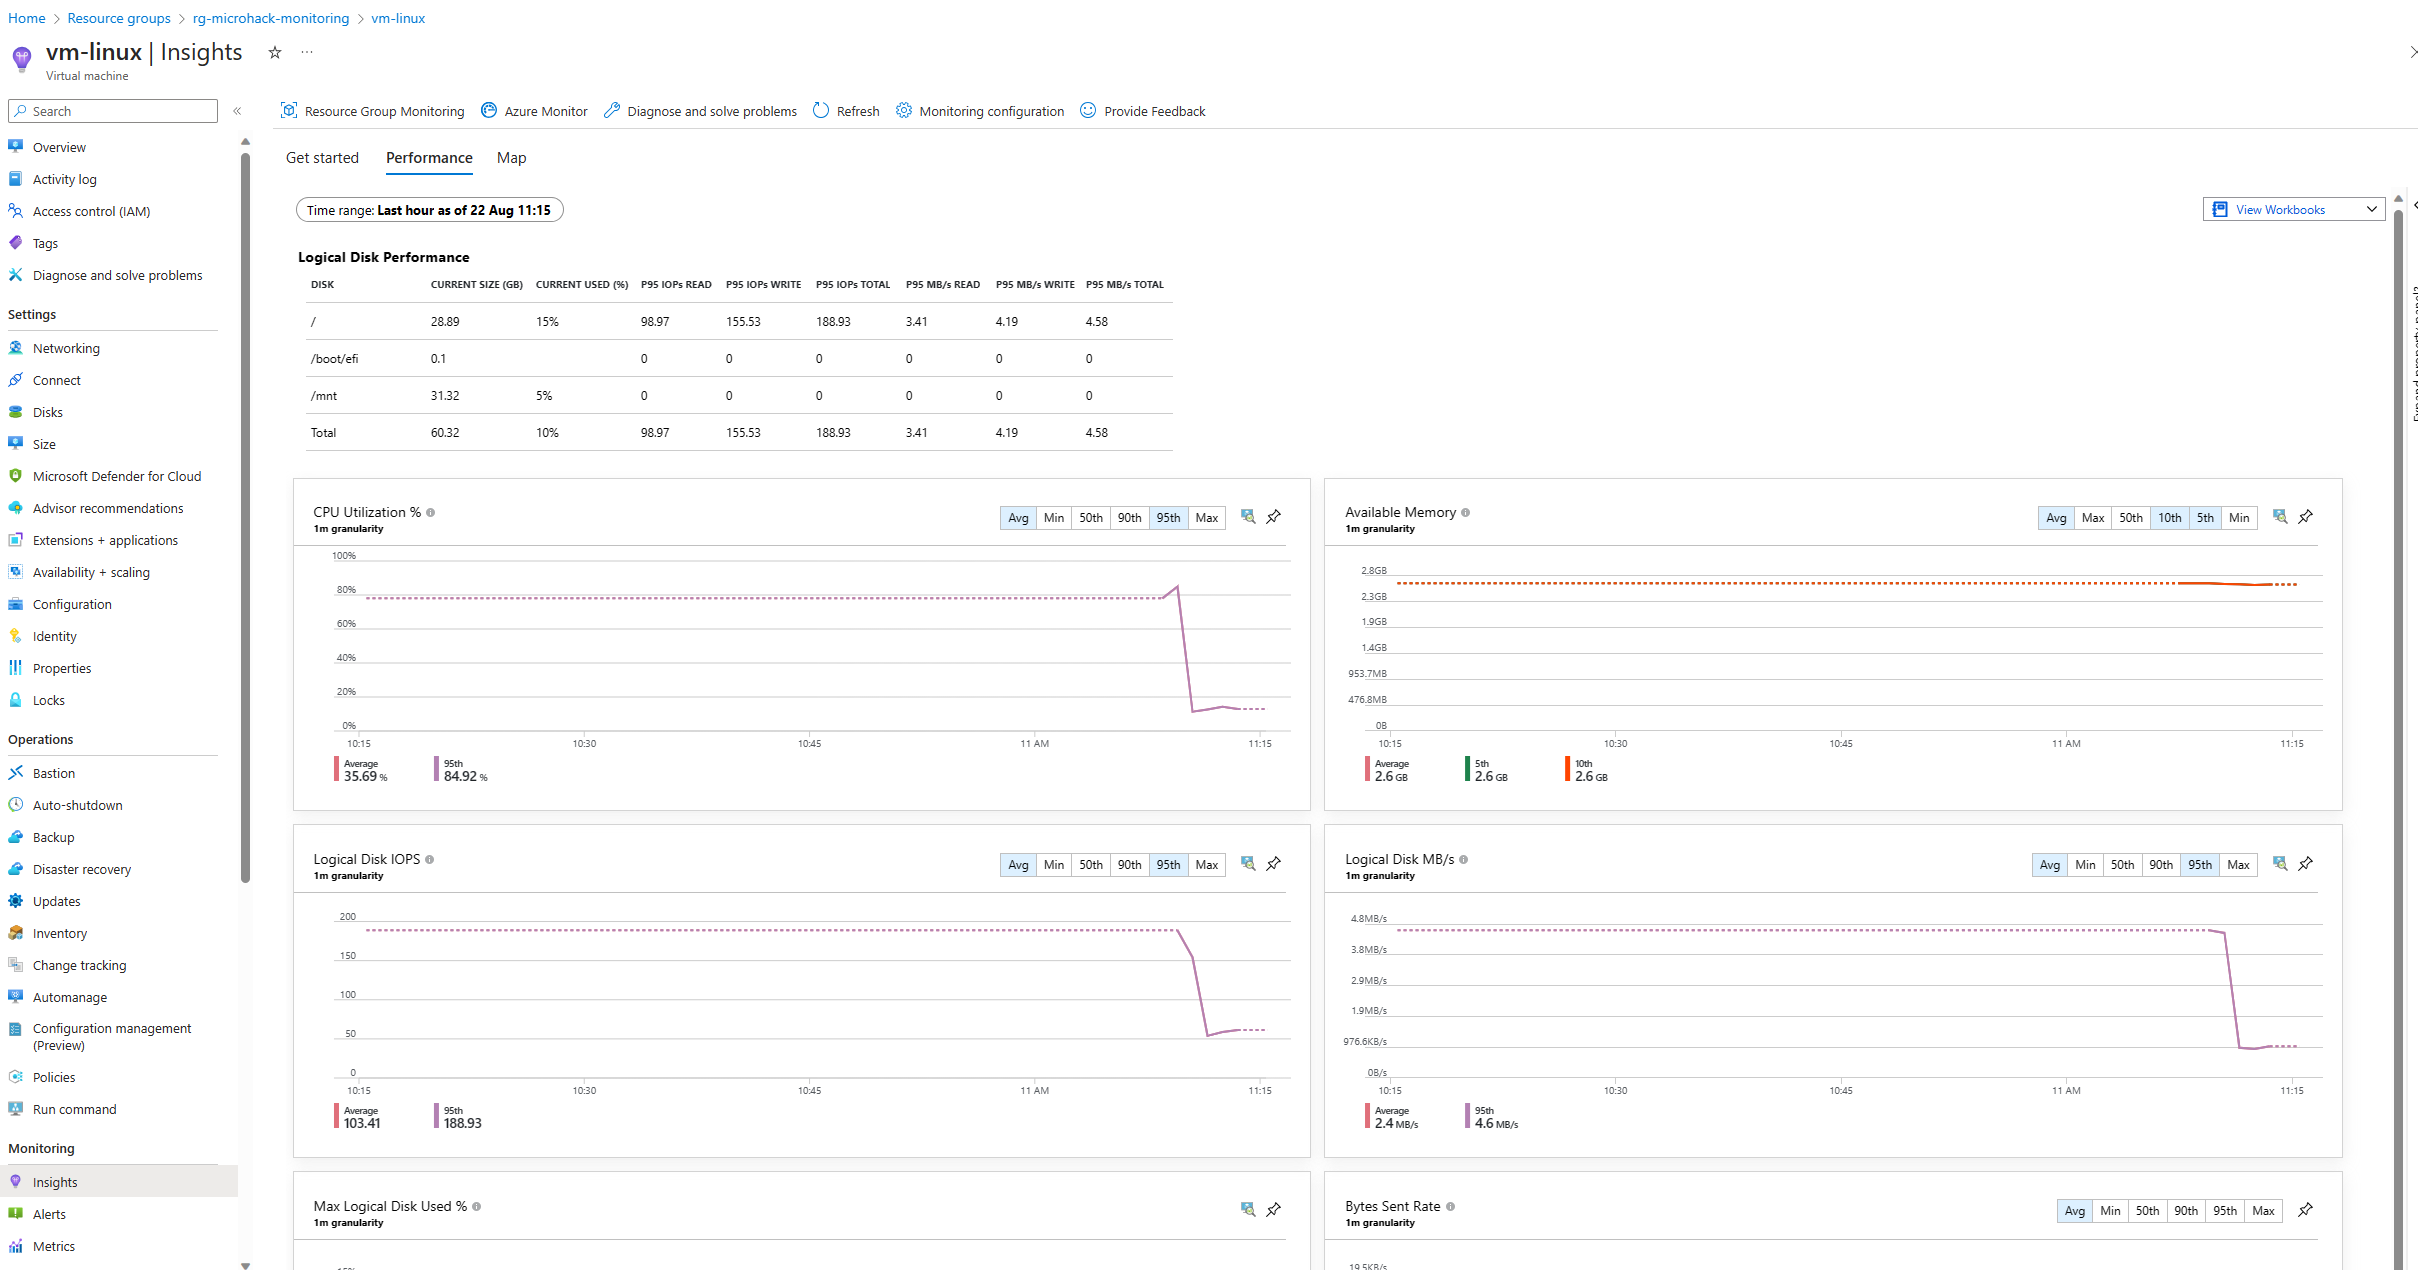 Home > Resource groups > rg-microhack-monitoring > vm-linux
vm-linux | Insights
Virtual machine
Search
Overview
Activity log
Access control (IAM)
Tags
Diagnose and solve problems
Settings
Networking
Connect
Disks
Size
Microsoft Defender for Cloud
Advisor recommendations
Extensions + applications
Availability + scaling
Configuration
Identity
Properties
Locks
Operations
Bastion
Auto-shutdown
Backup
Disaster recovery
Updates
Inventory
Change tracking
Automanage
Configuration management
(Preview)
Policies
Run command
Monitoring
Insights
Alerts
Metrics
Resource Group Monitoring Azure Monitor Diagnose and solve problems Refresh Monitoring configuration Provide Feedback
Get started Performance Map
Time range: Last hour as of 22 Aug 11:15
View Workbooks
Logical Disk Performance
DISK CURRENT SIZE (GB) CURRENT USED (%) P95 IOPs READ P95 IOPs WRITE P95 IOPs TOTAL P95 MB/s READ P95 MB/s WRITE P95 MB/s TOTAL
/ 28.89 15% 98.97 155.53 188.93 3.41 4.19 4.58
/boot/efi 0.1 0 0 0 0 0 0
/mnt 31.32 5% 0 0 0 0 0 0
Total 60.32 10% 98.97 155.53 188.93 3.41 4.19 4.58
CPU Utilization %
1m granularity
Avg Min 50th 90th 95th Max
100%
80%
60%
40%
20%
0%
10:15 10:30 10:45 11 AM 11:15
Average 95th
35.69 % 84.92 %
Available Memory
1m granularity
Avg Max 50th 10th 5th Min
2.8GB
2.3GB
1.9GB
1.4GB
953.7MB
476.8MB
0B
10:15 10:30 10:45 11 AM 11:15
Average 5th 10th
2.6 GB 2.6 GB 2.6 GB
Logical Disk IOPS
1m granularity
Avg Min 50th 90th 95th Max
200
150
100
50
0
10:15 10:30 10:45 11 AM 11:15
Average 95th
103.41 188.93
Logical Disk MB/s
1m granularity
Avg Min 50th 90th 95th Max
4.8MB/s
3.8MB/s
2.9MB/s
1.9MB/s
976.6KB/s
0B/s
10:15 10:30 10:45 11 AM 11:15
Average 95th
2.4 MB/s 4.6 MB/s
Max Logical Disk Used %
1m granularity
Bytes Sent Rate
1m granularity
Avg Min 50th 90th 95th Max